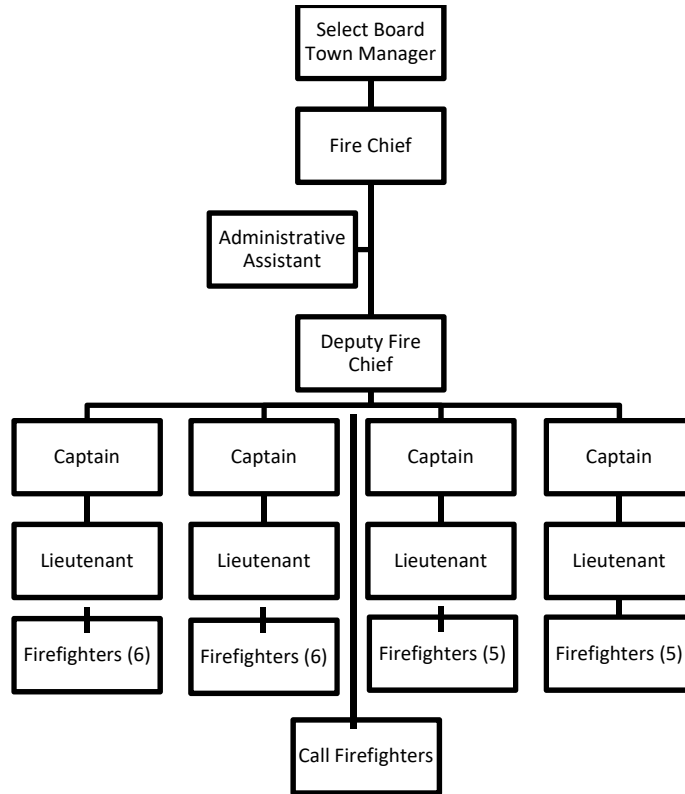 Select Board
Town Manager
Fire Chief
Administrative
Assistant
Deputy Fire
Chief
Captain
Captain
Captain
Captain
Lieutenant
Lieutenant
Lieutenant
Lieutenant
Firefighters (6)
Firefighters (6)
Firefighters (5)
Firefighters (5)
Call Firefighters